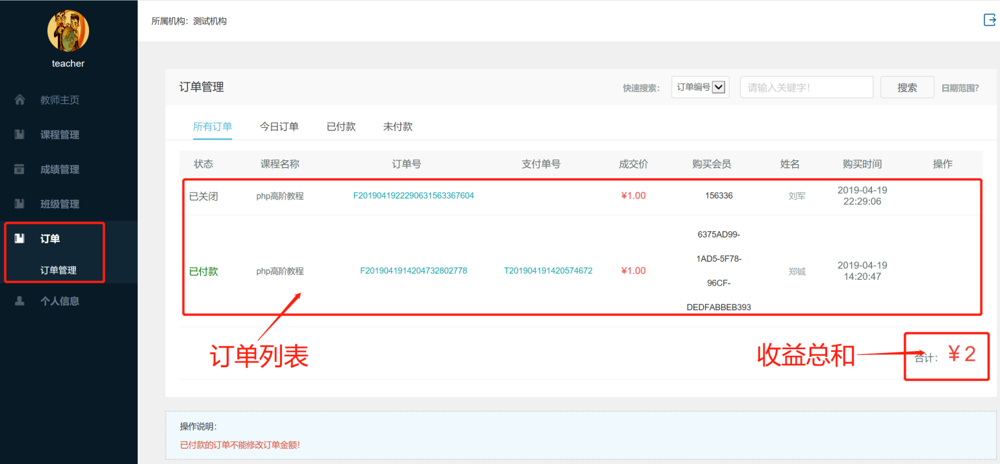 teacher
教师主页
课程管理
成绩管理
班级管理
订单
订单管理
个人信息
所属机构：测试机构
订单管理
快速搜索：
订单编号
请输入关键字！
搜索
日期范围？
所有订单 今日订单 已付款 未付款
状态 课程名称 订单号 支付单号 成交价 购买会员 姓名 购买时间 操作
已关闭 php高阶教程 F2019041922290631563367604 ¥1.00 156336 刘军 2019-04-19
22:29:06
已付款 php高阶教程 F2019041914204732802778 T201904191420574672 ¥1.00 6375AD99-
1AD5-5F78-
96CF-
DEDFABBEB393 郑铖 2019-04-19
14:20:47
订单列表
收益总和
合计：¥2
操作说明：
已付款的订单不能修改订单金额！